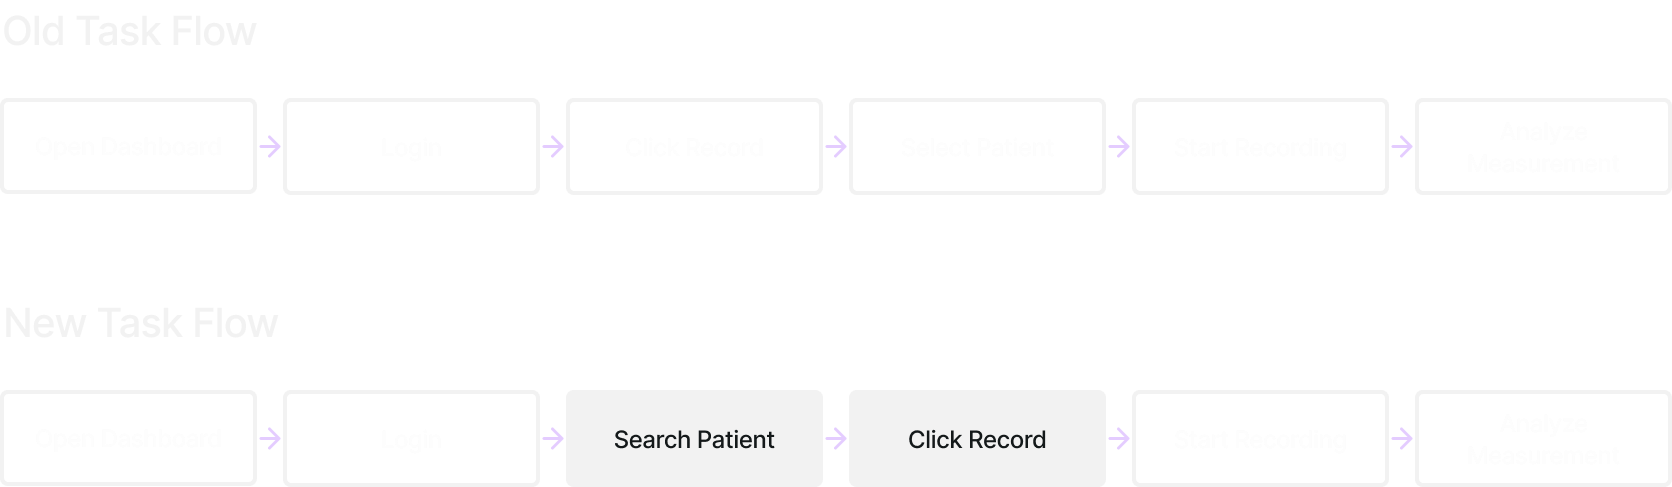 Old Task Flow
Open Dashboard
Login
Click Record
Select Patient
Start Recording
Analyze
Measurement
New Task Flow
Open Dashboard
Login
Search Patient
Click Record
Start Recording
Analyze
Measurement